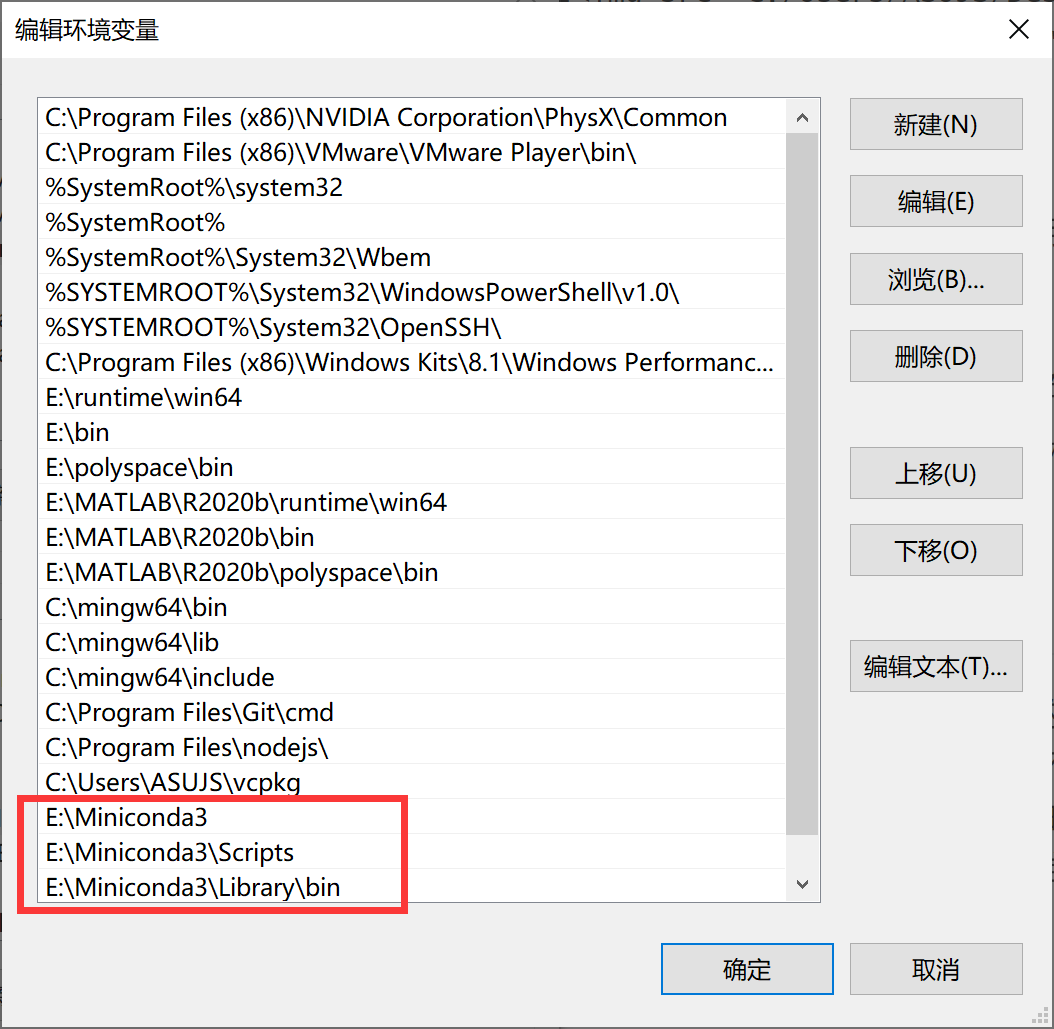 编辑环境变量
C:\Program Files (x86)\NVIDIA Corporation\PhysX\Common
C:\Program Files (x86)\VMware\VMware Player\bin\
%SystemRoot%\system32
%SystemRoot%
%SystemRoot%\System32\Wbem
%SYSTEMROOT%\System32\WindowsPowerShell\v1.0\
%SYSTEMROOT%\System32\OpenSSH\
C:\Program Files (x86)\Windows Kits\8.1\Windows Performanc...
E:\runtime\win64
E:\bin
E:\polyspace\bin
E:\MATLAB\R2020b\runtime\win64
E:\MATLAB\R2020b\bin
E:\MATLAB\R2020b\polyspace\bin
C:\mingw64\bin
C:\mingw64\lib
C:\mingw64\include
C:\Program Files\Git\cmd
C:\Program Files\nodejs\
C:\Users\ASUJS\vcpkg
E:\Miniconda3
E:\Miniconda3\Scripts
E:\Miniconda3\Library\bin
新建(N)
编辑(E)
浏览(B)...
删除(D)
上移(U)
下移(O)
编辑文本(T)...
确定
取消